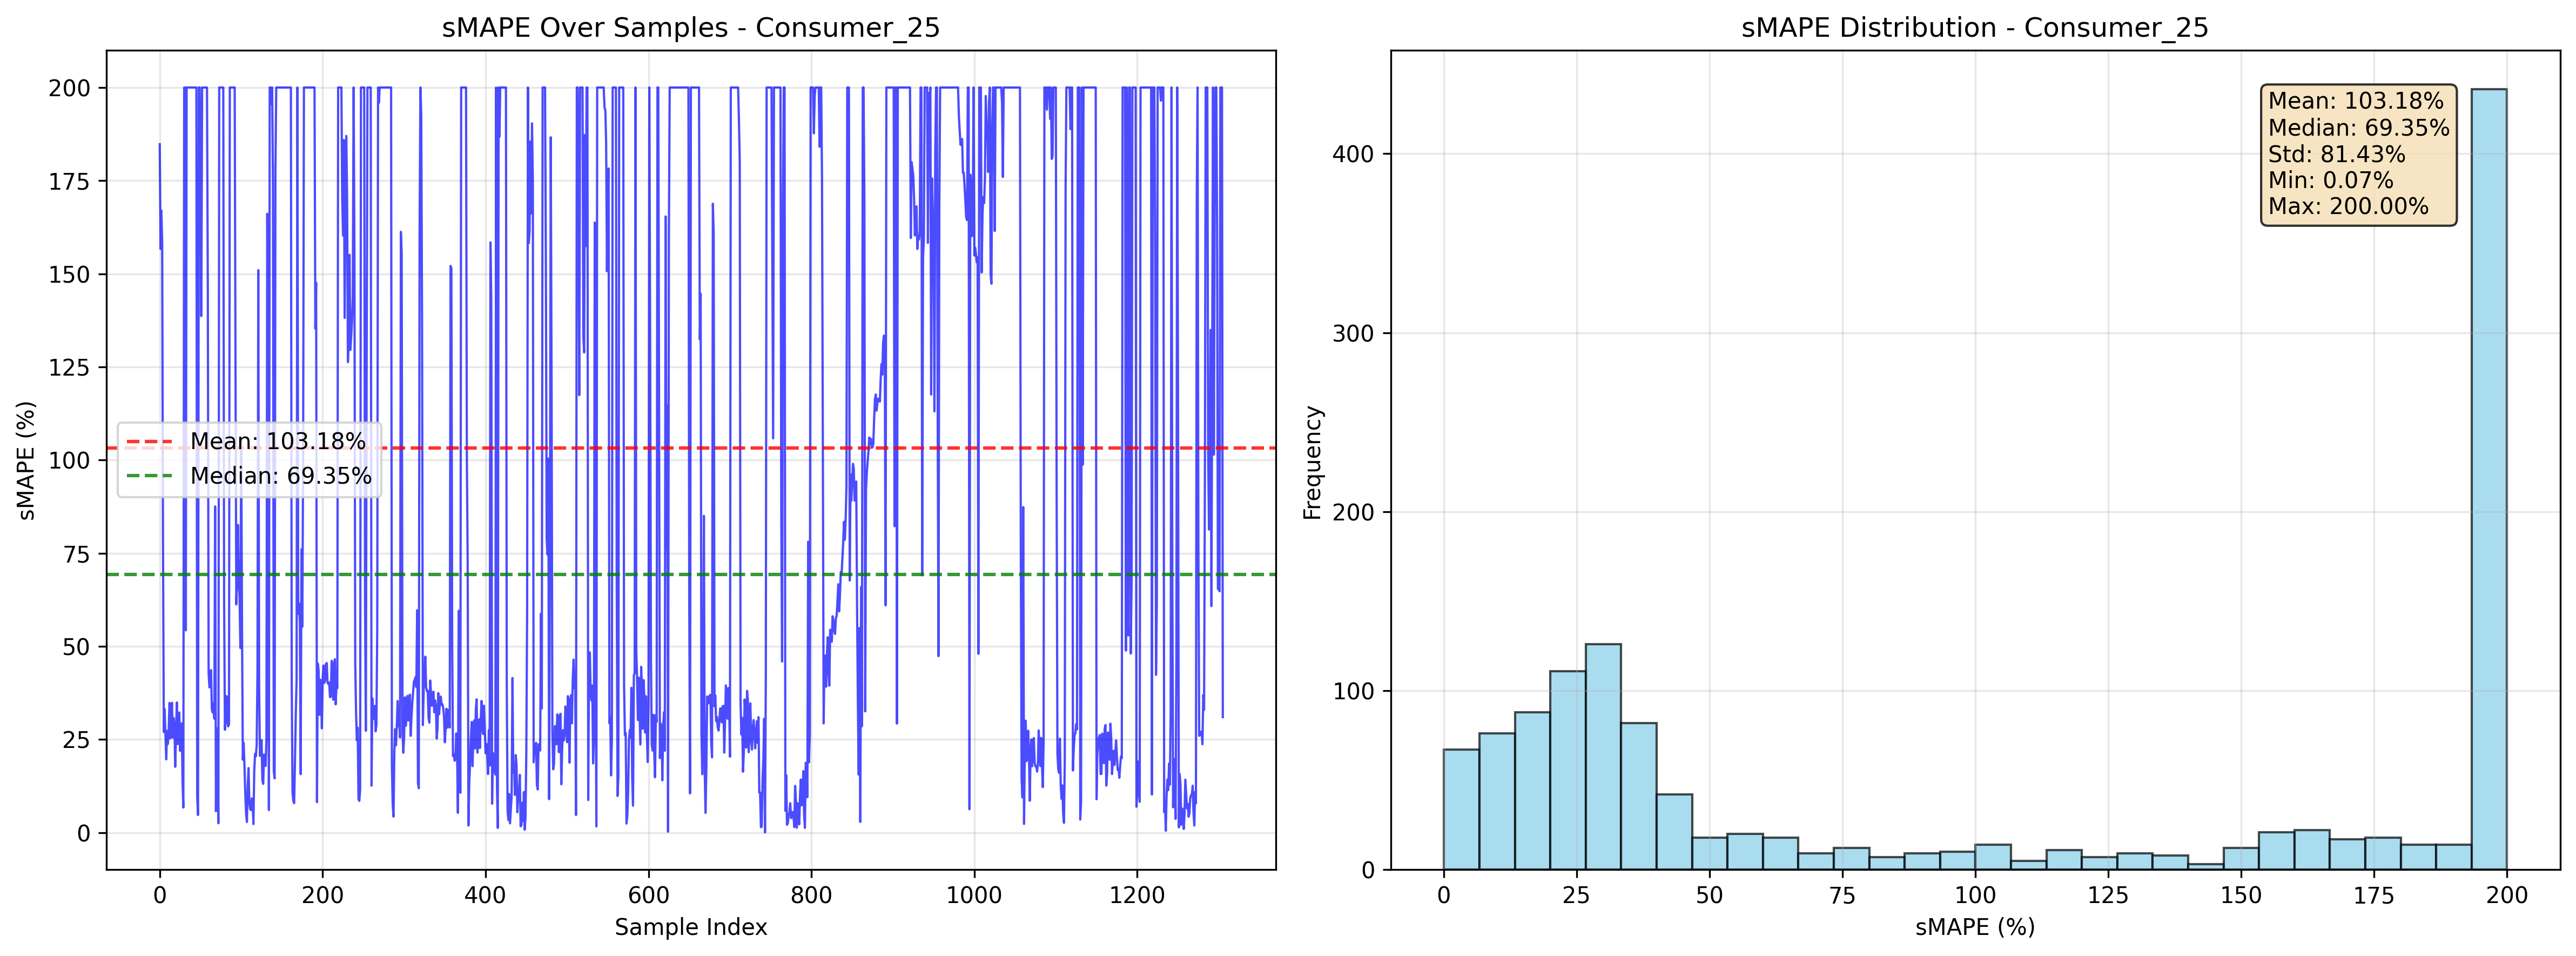 sMAPE Over Samples - Consumer_25
sMAPE (%)
200
175
150
125
100
75
50
25
0
Mean: 103.18%
Median: 69.35%
0
200
400
600
800
1000
1200
Sample Index
sMAPE Distribution - Consumer_25
Frequency
400
300
200
100
0
Mean: 103.18%
Median: 69.35%
Std: 81.43%
Min: 0.07%
Max: 200.00%
0
25
50
75
100
125
150
175
200
sMAPE (%)